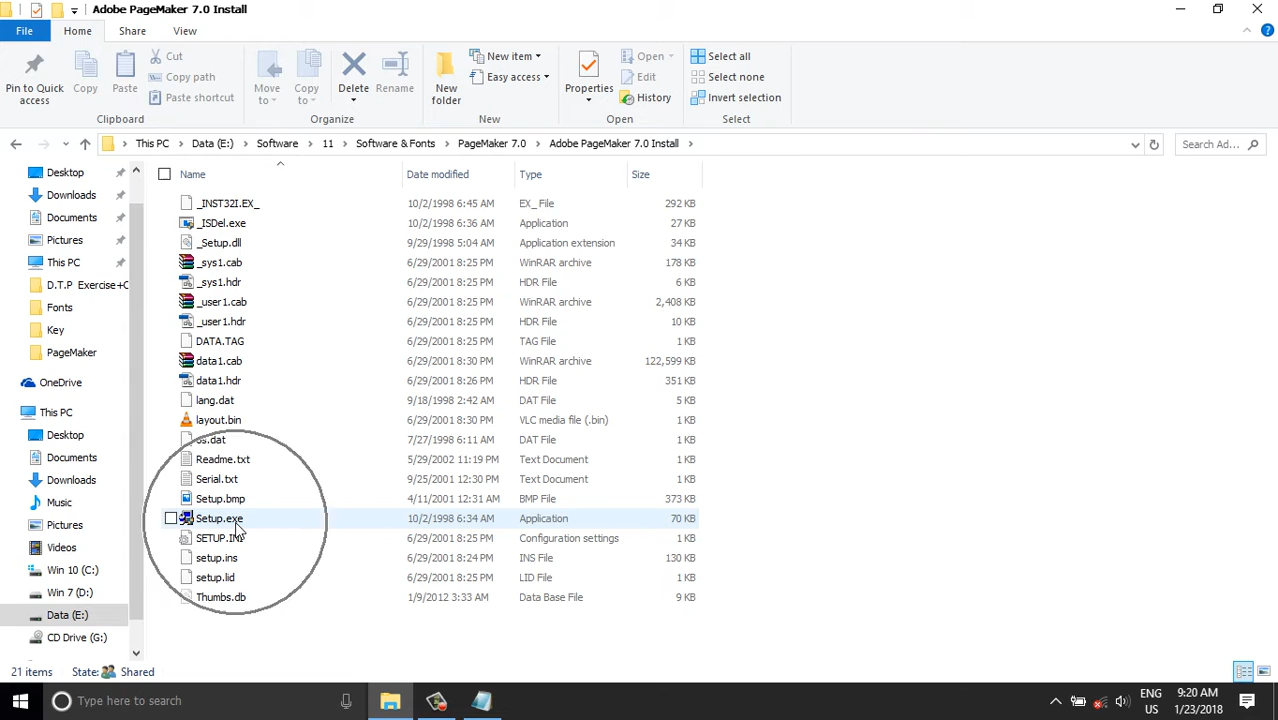 Adobe PageMaker 7.0 Install
File Home Share View
Pin to Quick access
Copy
Paste
Cut
Copy path
Paste shortcut
Clipboard
Move to
Copy to
Delete
Rename
Organize
New folder
New item
Easy access
New
Properties
Open
Edit
History
Open
Select all
Select none
Invert selection
Select
This PC Data (E:) Software 11 Software & Fonts PageMaker 7.0 Adobe PageMaker 7.0 Install
Search Ad...
Desktop
Downloads
Documents
Pictures
This PC
D.T.P Exercise+C
Fonts
Key
PageMaker
OneDrive
This PC
Desktop
Documents
Downloads
Music
Pictures
Videos
Win 10 (C:)
Win 7 (D:)
Data (E:)
CD Drive (G:)
Name Date modified Type Size
_INST32I.EX_ 10/2/1998 6:45 AM EX_ File 292 KB
_ISDel.exe 10/2/1998 6:36 AM Application 27 KB
_Setup.dll 9/29/1998 5:04 AM Application extension 34 KB
_sys1.cab 6/29/2001 8:25 PM WinRAR archive 178 KB
_sys1.hdr 6/29/2001 8:25 PM HDR File 6 KB
_user1.cab 6/29/2001 8:25 PM WinRAR archive 2,408 KB
_user1.hdr 6/29/2001 8:25 PM HDR File 10 KB
DATA.TAG 6/29/2001 8:25 PM TAG File 1 KB
data1.cab 6/29/2001 8:30 PM WinRAR archive 122,599 KB
data1.hdr 6/29/2001 8:26 PM HDR File 351 KB
lang.dat 9/18/1998 2:42 AM DAT File 5 KB
layout.bin 6/29/2001 8:30 PM VLC media file (.bin) 1 KB
os.dat 7/27/1998 6:11 AM DAT File 1 KB
Readme.txt 5/29/2002 11:19 PM Text Document 1 KB
Serial.txt 9/25/2001 12:30 PM Text Document 1 KB
Setup.bmp 4/11/2001 12:31 AM BMP File 373 KB
Setup.exe 10/2/1998 6:34 AM Application 70 KB
SETUP.INI 6/29/2001 8:25 PM Configuration settings 1 KB
setup.ins 6/29/2001 8:24 PM INS File 130 KB
setup.lid 6/29/2001 8:25 PM LID File 1 KB
Thumbs.db 1/9/2012 3:33 AM Data Base File 9 KB
21 items State: Shared
Type here to search
ENG
US
9:20 AM
1/23/2018